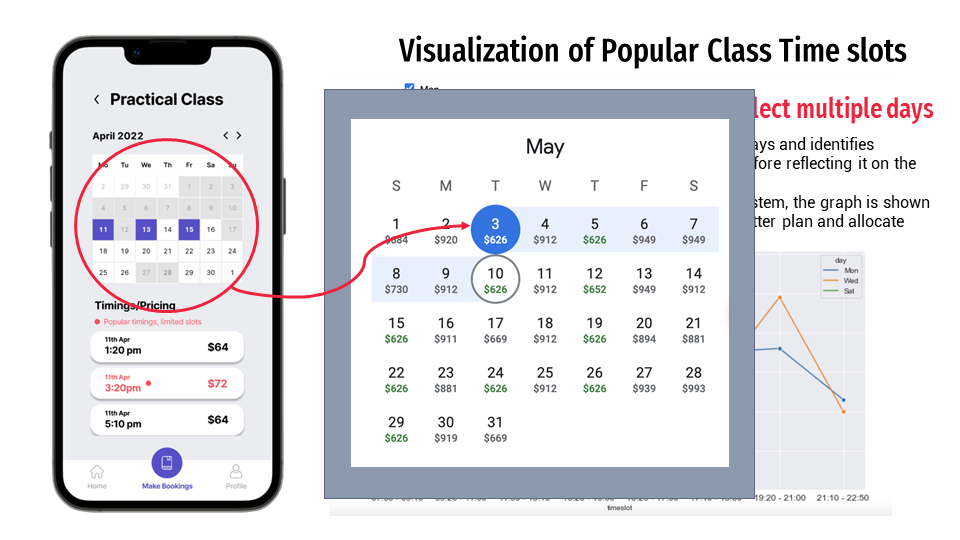 Visualization of Popular Class Time slots
Practical Class
April 2022
Mo Tu We Th Fr Sa Su
2 29 30 31 1 2 3
4 5 6 7 8 9 10
11 12 13 14 15 16 17
18 19 20 21 22 23 24
25 26 27 28 29 30 1
Timings/Pricing
Popular timings, limited slots
11th Apr
1:20 pm $64
11th Apr
3:20pm $72
11th Apr
5:10 pm $64
Home Make Bookings Profile
Mon
lect multiple days
ays and identifies
fore reflecting it on the
stem, the graph is shown
tter plan and allocate
May
S M T W T F S
1 2 3 4 5 6 7
$684 $920 $626 $912 $626 $949 $949
8 9 10 11 12 13 14
$730 $912 $626 $912 $652 $949 $912
15 16 17 18 19 20 21
$626 $911 $669 $912 $626 $894 $881
22 23 24 25 26 27 28
$626 $881 $626 $912 $626 $939 $993
29 30 31
$626 $919 $669
day
Mon
Wed
Sat
19:20 - 21:00 21:10 - 22:50
timeslot